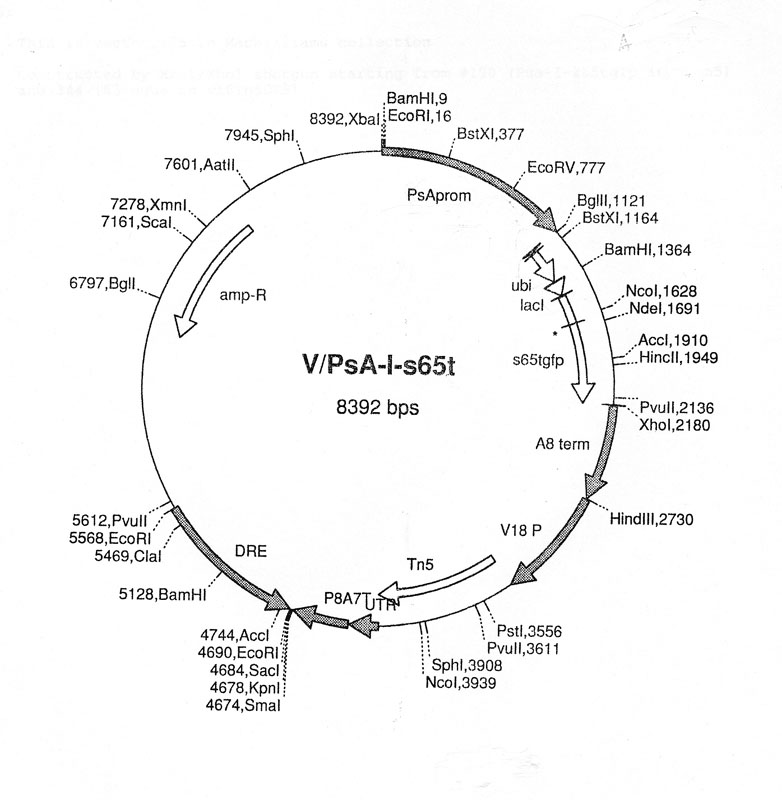 BamHI,9
8392,XbaI
EcoRI,16
7945,SphI
BstXI,377
7601,AatII
EcoRV,777
PsAprom
BglII,1121
7278,XmnI
BstXI,1164
7161,ScaI
BamHI,1364
6797,BglI
amp-R
ubi
NcoI,1628
lacI
NdeI,1691
*
AccI,1910
s65tgfp
HincII,1949
V/PsA-I-s65t
8392 bps
PvuII,2136
XhoI,2180
A8 term
5612,PvuII
HindIII,2730
5568,EcoRI
V18 P
5469,ClaI
DRE
Tn5
5128,BamHI
P8A7T
UTR
4744,AccI
PstI,3556
4690,EcoRI
PvuII,3611
4684,SacI
SphI,3908
4678,KpnI
NcoI,3939
4674,SmaI